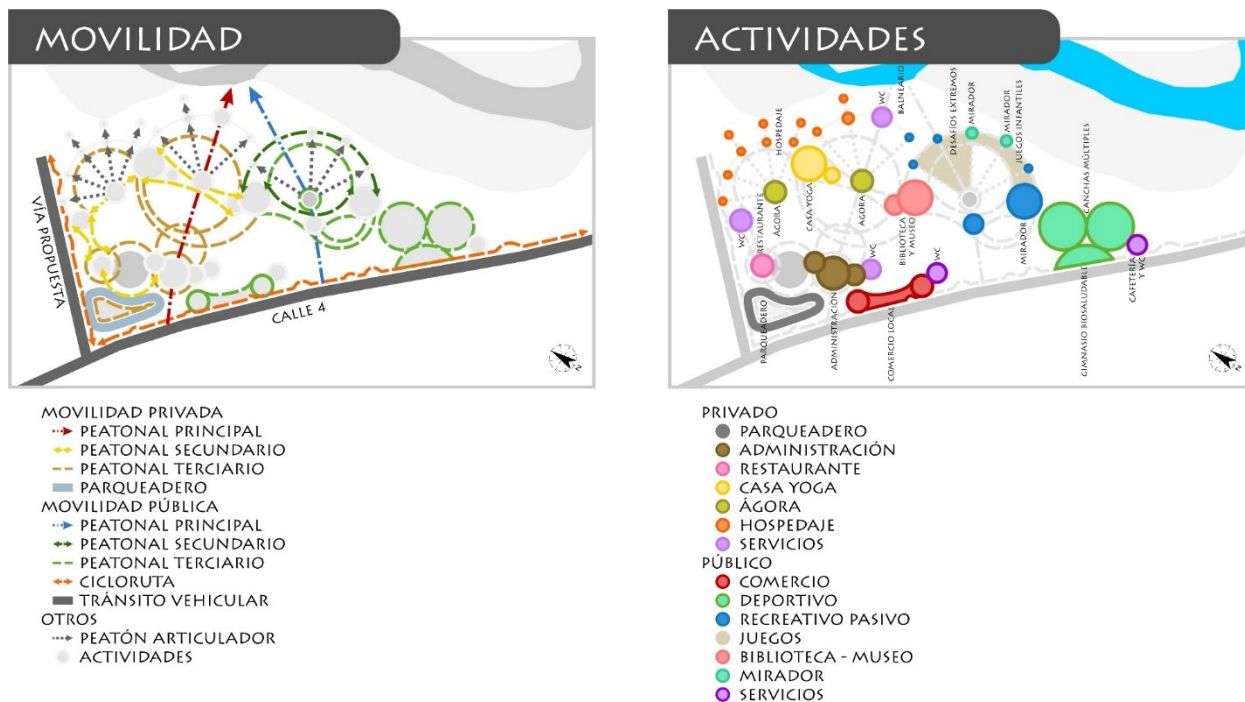 MOVILIDAD
VÍA PROPUESTA
CALLE 4
N
MOVILIDAD PRIVADA
PEATONAL PRINCIPAL
PEATONAL SECUNDARIO
PEATONAL TERCIARIO
PARQUEADERO
MOVILIDAD PÚBLICA
PEATONAL PRINCIPAL
PEATONAL SECUNDARIO
PEATONAL TERCIARIO
CICLORUTA
TRÁNSITO VEHICULAR
OTROS
PEATÓN ARTICULADOR
ACTIVIDADES
ACTIVIDADES
HOSPEDAJE
WC
BALNEARIO
DESAFÍOS EXTREMOS
MIRADOR
MIRADOR
JUEGOS INFANTILES
CANCHAS MÚLTIPLES
WC
RESTAURANTE
ÁGORA
CASA YOGA
ÁGORA
BIBLIOTECA
Y MUSEO
MIRADOR
WC
WC
CAFETERÍA
Y WC
PARQUEADERO
ADMINISTRACIÓN
COMERCIO LOCAL
GIMNASIO BIOSALUDABLE
N
PRIVADO
PARQUEADERO
ADMINISTRACIÓN
RESTAURANTE
CASA YOGA
ÁGORA
HOSPEDAJE
SERVICIOS
PÚBLICO
COMERCIO
DEPORTIVO
RECREATIVO PASIVO
JUEGOS
BIBLIOTECA - MUSEO
MIRADOR
SERVICIOS